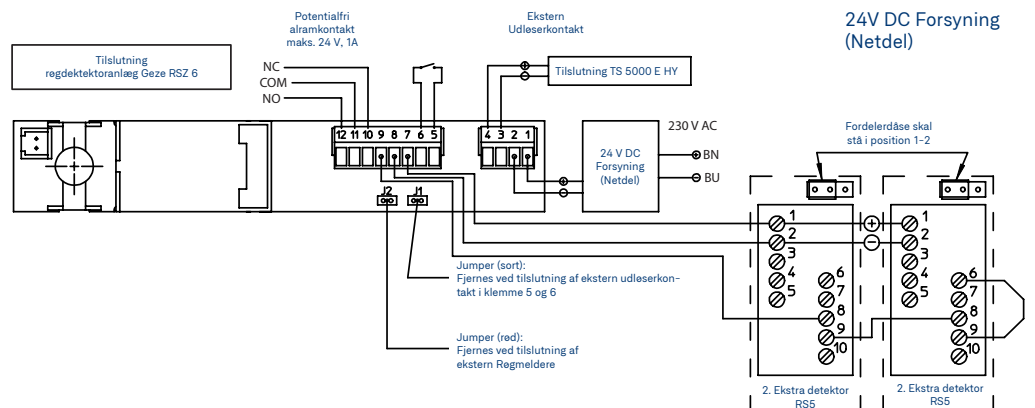 24V DC Forsyning
(Netdel)
Potentialfri
alramkontakt
maks. 24 V, 1A
Ekstern
Udløserkontakt
Tilslutning
røgdektektoranlæg Geze RSZ 6
NC
COM
NO
Tilslutning TS 5000 E HY
12 11 10 9 8 7 6 5
4 3 2 1
24 V DC
Forsyning
(Netdel)
230 V AC
BN
BU
Fordelerdåse skal
stå i position 1-2
J2
J1
Jumper (sort):
Fjernes ved tilslutning af ekstern udløserkon-
takt i klemme 5 og 6
Jumper (rød):
Fjernes ved tilslutning af
ekstern Røgmeldere
1
2
3
4
5
6
7
8
9
10
2. Ekstra detektor
RS5
1
2
3
4
5
6
7
8
9
10
2. Ekstra detektor
RS5